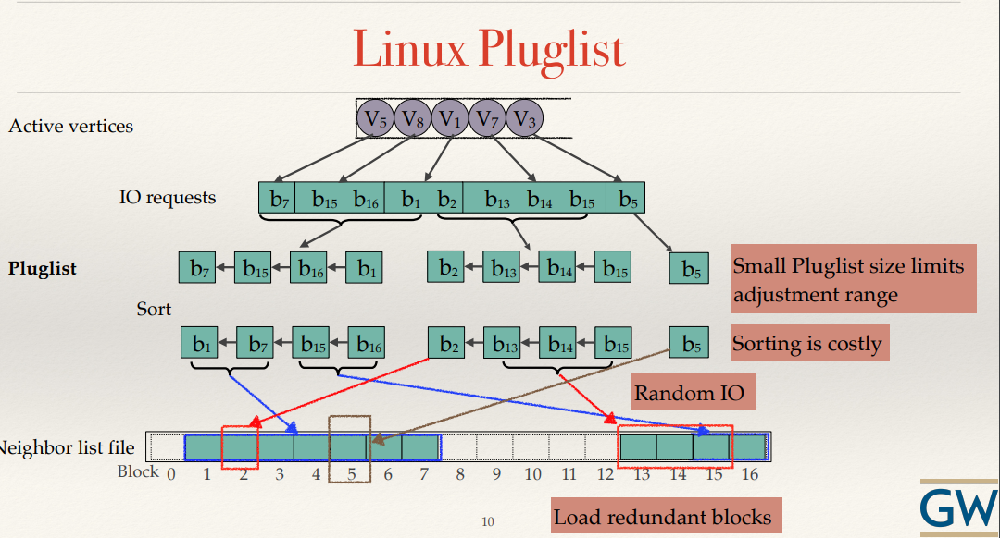 Linux Pluglist
Active vertices
V5 V8 V1 V7 V3
IO requests
b7 b15 b16 b1 b2 b13 b14 b15 b5
Pluglist
b7 b15 b16 b1 b2 b13 b14 b15 b5
Small Pluglist size limits
adjustment range
Sort
b1 b7 b15 b16 b2 b13 b14 b15 b5
Sorting is costly
Random IO
Neighbor list file
Block 0 1 2 3 4 5 6 7 8 9 10 11 12 13 14 15 16
Load redundant blocks
10
GW